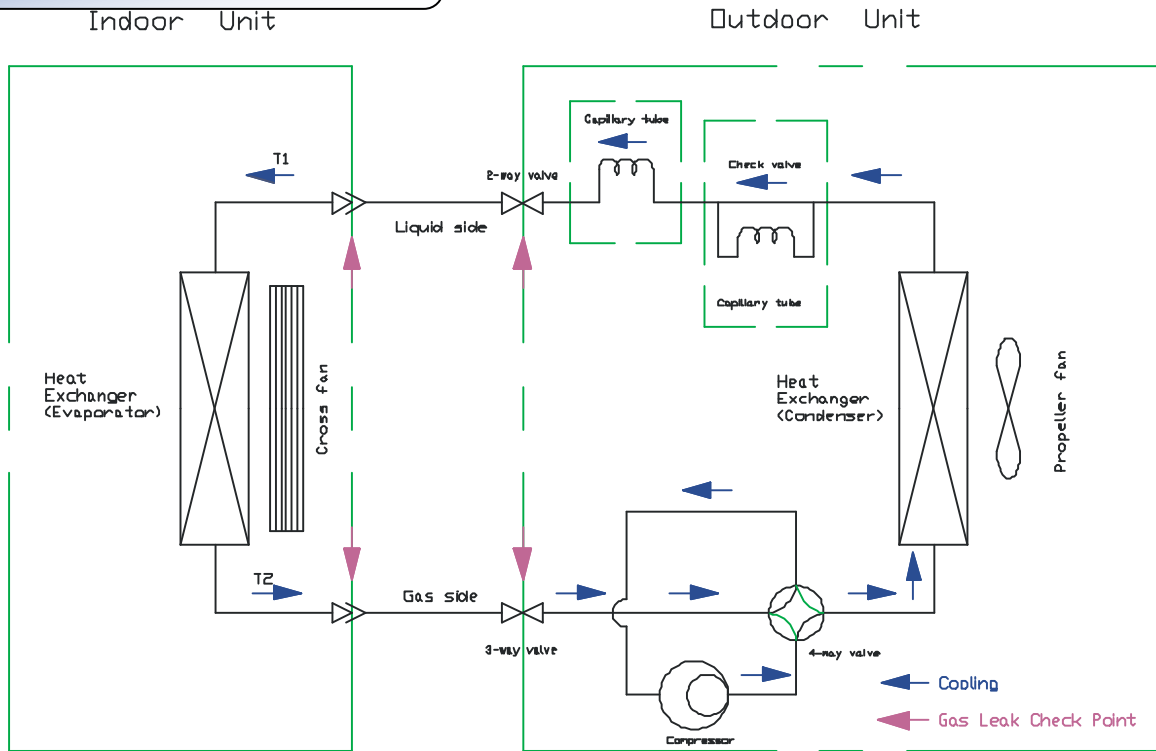 Indoor Unit
Outdoor Unit
Capillary tube
T1
2-way valve
Check valve
Liquid side
Capillary tube
Heat
Exchanger
(Evaporator)
Cross fan
Heat
Exchanger
(Condenser)
Propeller fan
T2
Gas side
3-way valve
4-way valve
Compressor
Cooling
Gas Leak Check Point